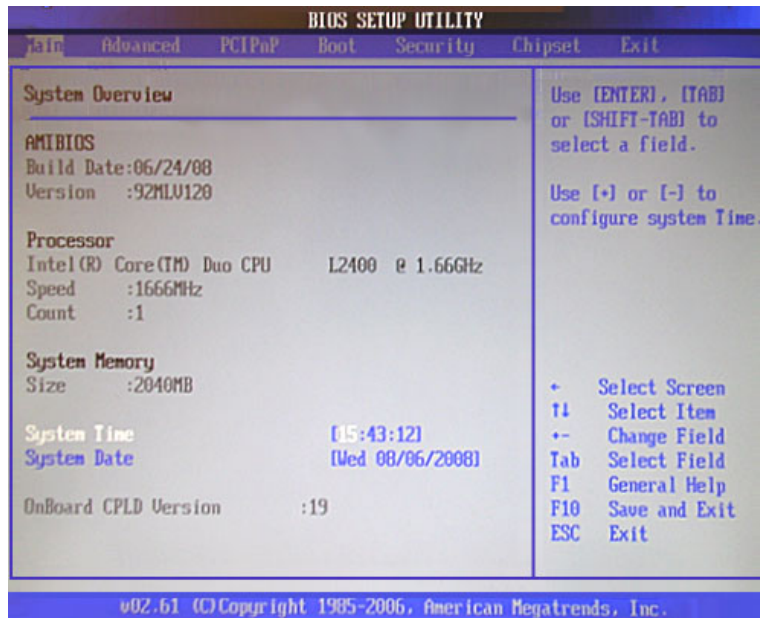 BIOS SETUP UTILITY
Main Advanced PCIPnP Boot Security Chipset Exit
System Overview
AMIBIOS
Build Date:06/24/08
Version :92MLV120
Processor
Intel(R) Core(TM) Duo CPU L2400 @ 1.66GHz
Speed :1666MHz
Count :1
System Memory
Size :2040MB
System Time [15:43:12]
System Date [Wed 08/06/2008]
OnBoard CPLD Version :19
Use [ENTER], [TAB]
or [SHIFT-TAB] to
select a field.
Use [+] or [-] to
configure system Time.
← Select Screen
↑↓ Select Item
+- Change Field
Tab Select Field
F1 General Help
F10 Save and Exit
ESC Exit
v02.61 (C)Copyright 1985-2006, American Megatrends, Inc.